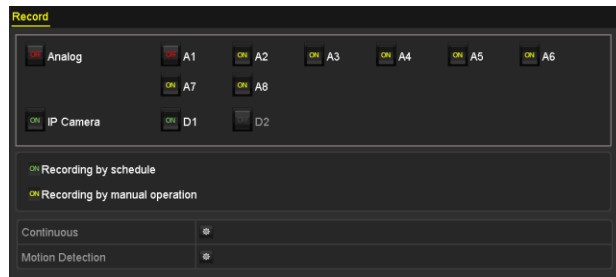 Record
OFF Analog OFF A1 ON A2 ON A3 ON A4 ON A5 ON A6
ON A7 ON A8
ON IP Camera ON D1 D2
ON Recording by schedule
ON Recording by manual operation
Continuous
Motion Detection